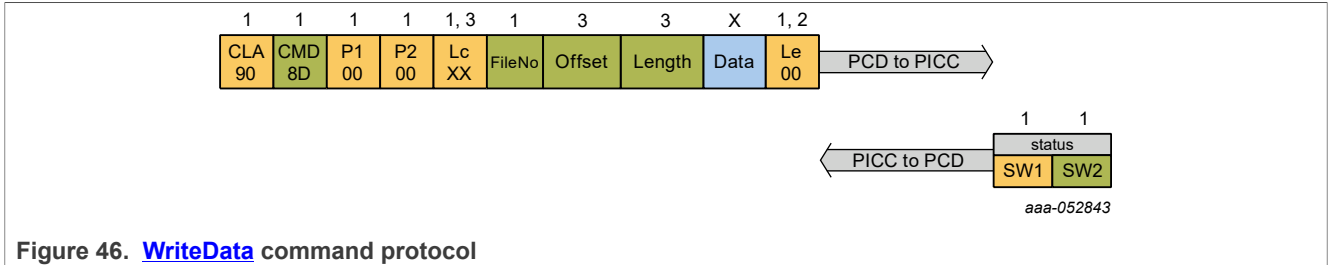 1 1 1 1 1, 3 1 3 3 X 1, 2
CLA CMD P1 P2 Lc FileNo Offset Length Data Le PCD to PICC
90 8D 00 00 XX 00
1 1
status
PICC to PCD SW1 SW2
aaa-052843
Figure 46. WriteData command protocol